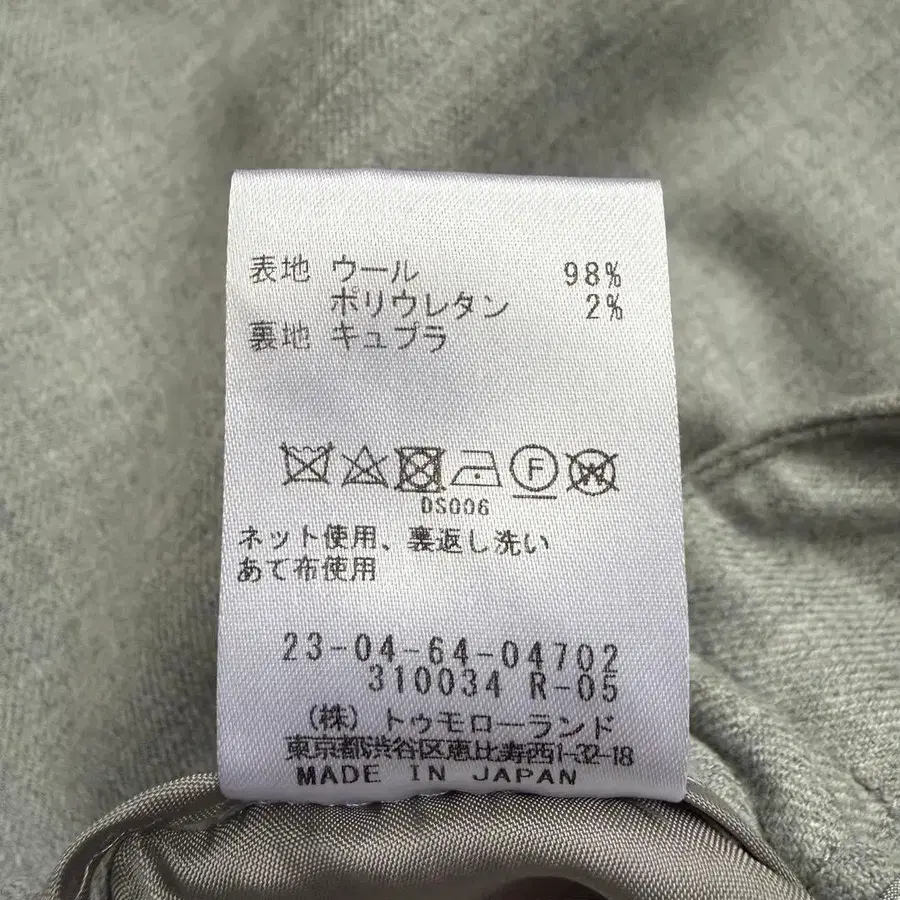 表地 ウール 98%
ポリウレタン 2%
裏地 キュプラ
F
W
DS006
ネット使用、裏返し洗い
あて布使用
23-04-64-04702
310034 R-05
(株) トゥモローランド
東京都渋谷区恵比寿西1-32-18
MADE IN JAPAN